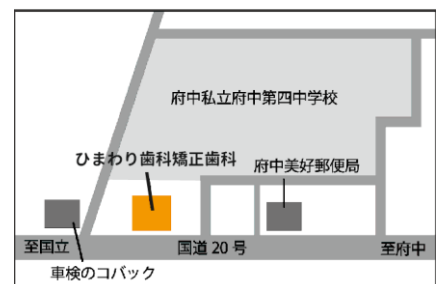 府中私立府中第四中学校
ひまわり歯科矯正歯科
府中美好郵便局
至国立
国道 20 号
至府中
車検のコバック